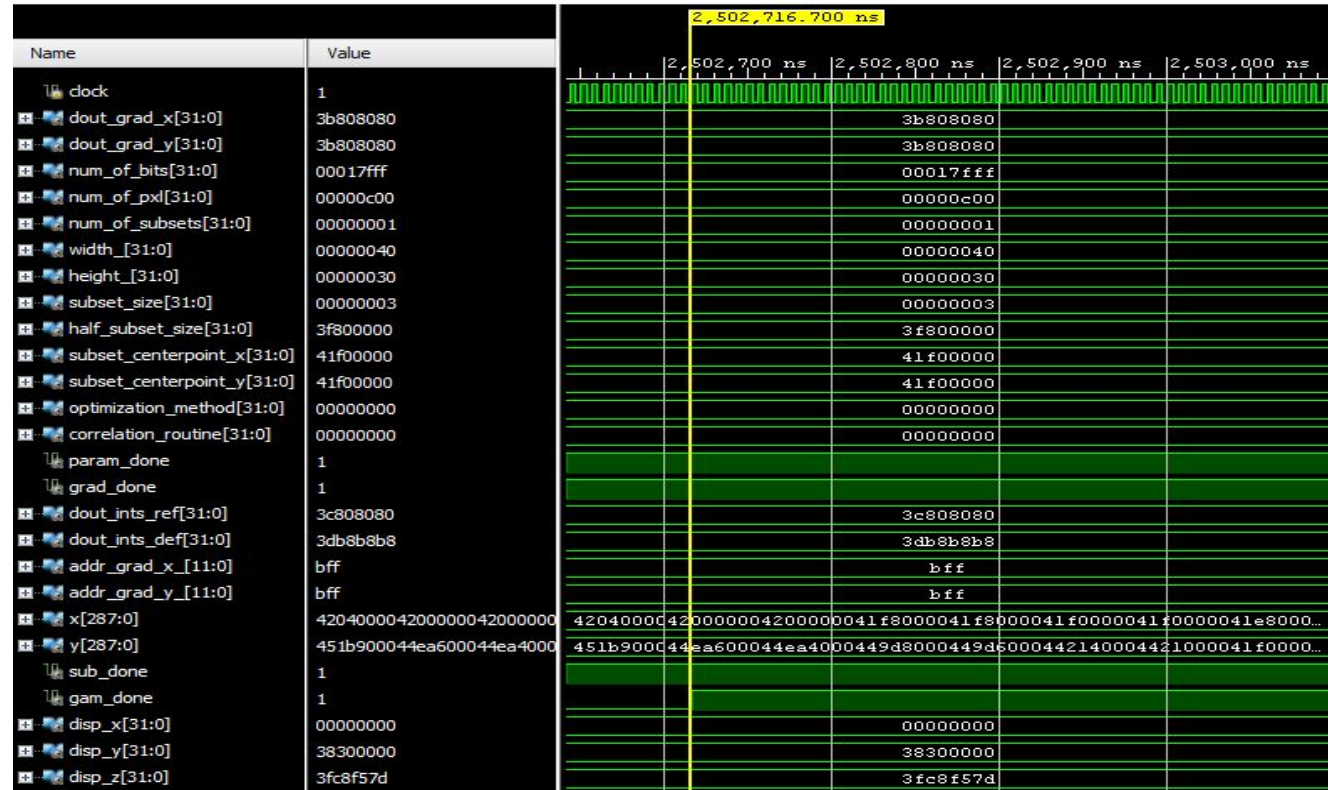 2,502,716.700 ns
Name Value
2,502,700 ns 2,502,800 ns 2,502,900 ns 2,503,000 ns
clock 1
dout_grad_x[31:0] 3b808080 3b808080
dout_grad_y[31:0] 3b808080 3b808080
num_of_bits[31:0] 00017fff 00017fff
num_of_pxl[31:0] 00000c00 00000c00
num_of_subsets[31:0] 00000001 00000001
width_[31:0] 00000040 00000040
height_[31:0] 00000030 00000030
subset_size[31:0] 00000003 00000003
half_subset_size[31:0] 3f800000 3f800000
subset_centerpoint_x[31:0] 41f00000 41f00000
subset_centerpoint_y[31:0] 41f00000 41f00000
optimization_method[31:0] 00000000 00000000
correlation_routine[31:0] 00000000 00000000
param_done 1
grad_done 1
dout_ints_ref[31:0] 3c808080 3c808080
dout_ints_def[31:0] 3db8b8b8 3db8b8b8
addr_grad_x_[11:0] bff bff
addr_grad_y_[11:0] bff bff
x[287:0] 420400004200000042000000 42040000420000004200000041f8000041f8000041f0000041f0000041e8000...
y[287:0] 451b900044ea600044ea4000 451b900044ea600044ea4000449d8000449d6000442140004421000041f0000...
sub_done 1
gam_done 1
disp_x[31:0] 00000000 00000000
disp_y[31:0] 38300000 38300000
disp_z[31:0] 3fc8f57d 3fc8f57d